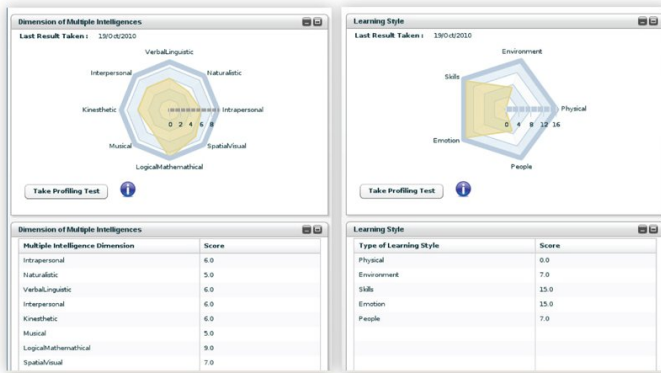 Dimension of Multiple Intelligences
Last Result Taken : 19/Oct/2010
VerbalLinguistic
Interpersonal
Naturalistic
Kinesthetic
Intrapersonal
0 2 4 6 8
Musical
SpatialVisual
LogicalMathemathical
Take Profiling Test
i
Learning Style
Last Result Taken : 19/Oct/2010
Environment
Skills
Physical
0 4 8 12 16
Emotion
People
Take Profiling Test
i
Dimension of Multiple Intelligences
Multiple Intelligence Dimension Score
Intrapersonal 6.0
Naturalistic 5.0
VerbalLinguistic 6.0
Interpersonal 6.0
Kinesthetic 6.0
Musical 5.0
LogicalMathemathical 9.0
SpatialVisual 7.0
Learning Style
Type of Learning Style Score
Physical 0.0
Environment 7.0
Skills 15.0
Emotion 15.0
People 7.0